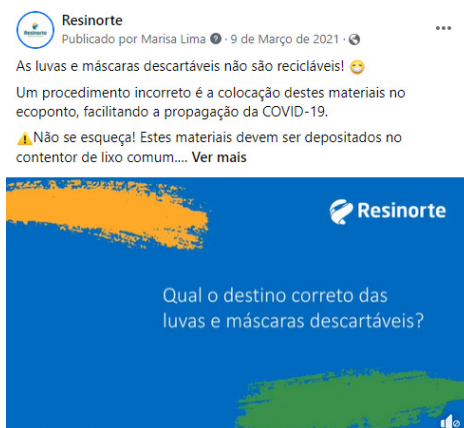 Resinorte
Publicado por Marisa Lima · 9 de Março de 2021 ·
As luvas e máscaras descartáveis não são recicláveis! 😷
Um procedimento incorreto é a colocação destes materiais no
ecoponto, facilitando a propagação da COVID-19.
⚠️Não se esqueça! Estes materiais devem ser depositados no
contentor de lixo comum.... Ver mais
Resinorte
Qual o destino correto das
luvas e máscaras descartáveis?